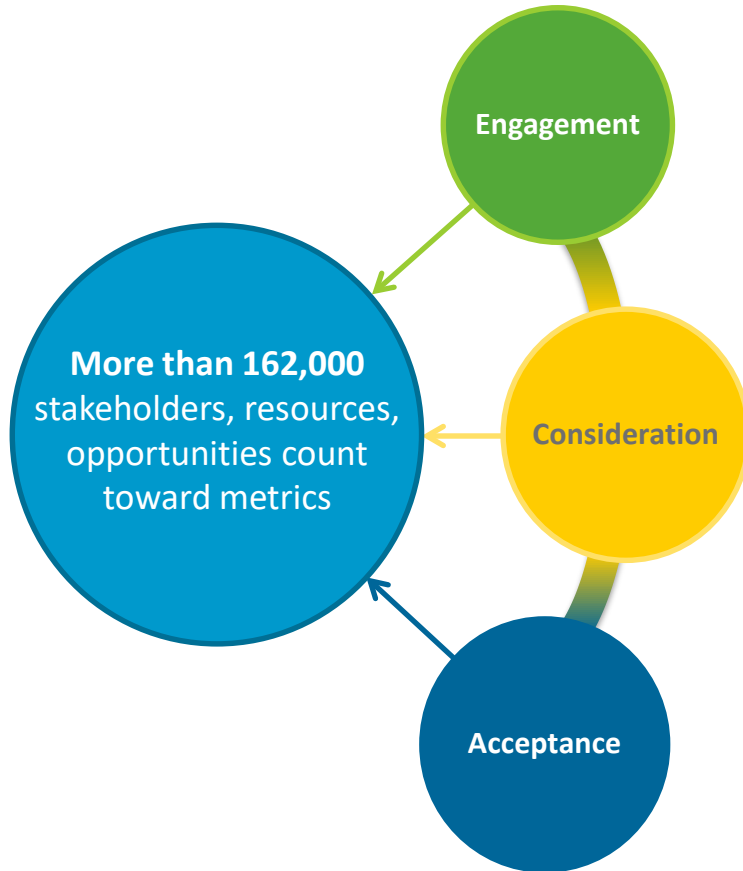 Engagement
More than 162,000
stakeholders, resources,
opportunities count
toward metrics
Consideration
Acceptance